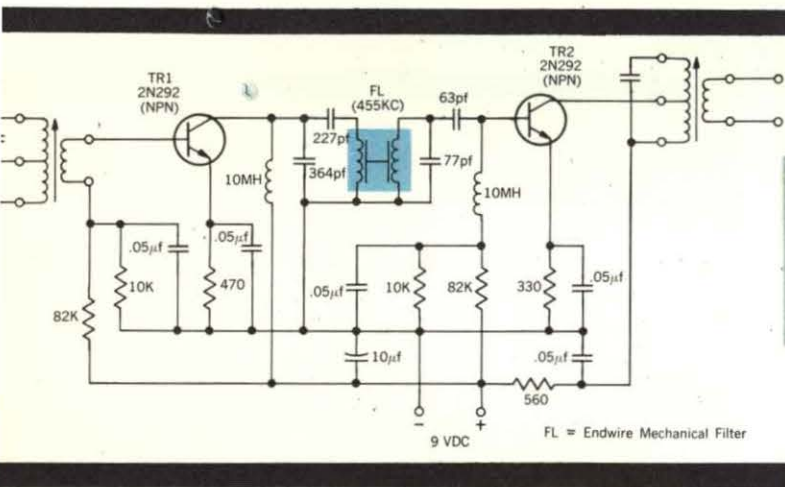 TR1
2N292
(NPN)
FL
(455KC)
63pf
TR2
2N292
(NPN)
227pf
10MH
364pf
77pf
10MH
.05μf
.05μf
10K
470
82K
.05μf
10K
82K
330
.05μf
10μf
.05μf
560
−
+
9 VDC
FL = Endwire Mechanical Filter